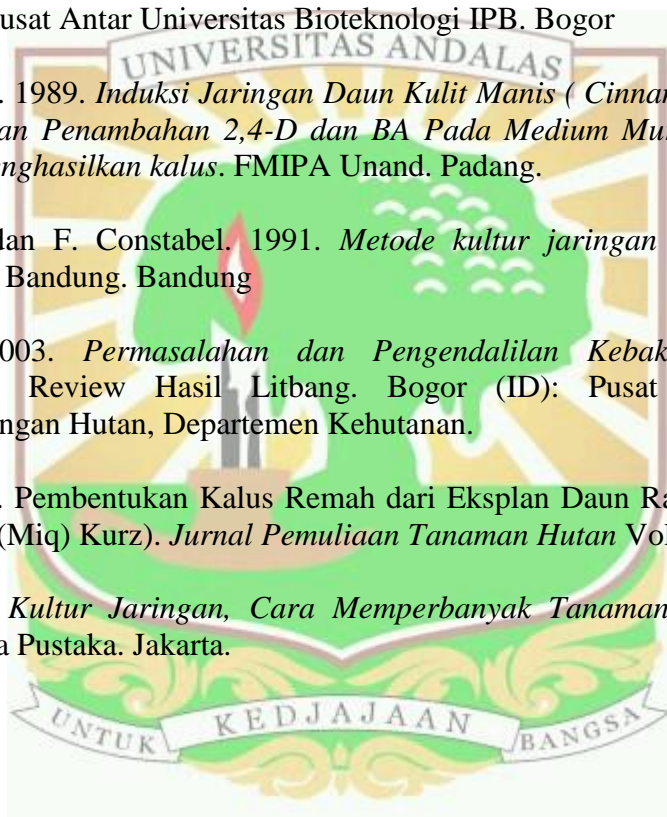 usat Antar Universitas Bioteknologi IPB. Bogor
UNIVERSITAS ANDALAS
. 1989. Induksi Jaringan Daun Kulit Manis ( Cinnam
an Penambahan 2,4-D dan BA Pada Medium Mur
enghasilkan kalus. FMIPA Unand. Padang.
dan F. Constabel. 1991. Metode kultur jaringan
Bandung. Bandung
003. Permasalahan dan Pengendalilan Kebak
Review Hasil Litbang. Bogor (ID): Pusat
ngan Hutan, Departemen Kehutanan.
. Pembentukan Kalus Remah dari Eksplan Daun Ra
(Miq) Kurz). Jurnal Pemuliaan Tanaman Hutan Vol
Kultur Jaringan, Cara Memperbanyak Tanaman
a Pustaka. Jakarta.
UNTUK KEDJAJAAN BANGSA